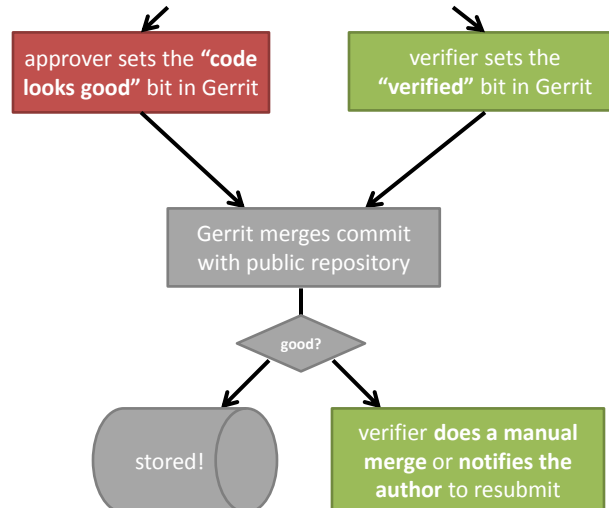 approver sets the “code
looks good” bit in Gerrit
verifier sets the
“verified” bit in Gerrit
Gerrit merges commit
with public repository
good?
stored!
verifier does a manual
merge or notifies the
author to resubmit